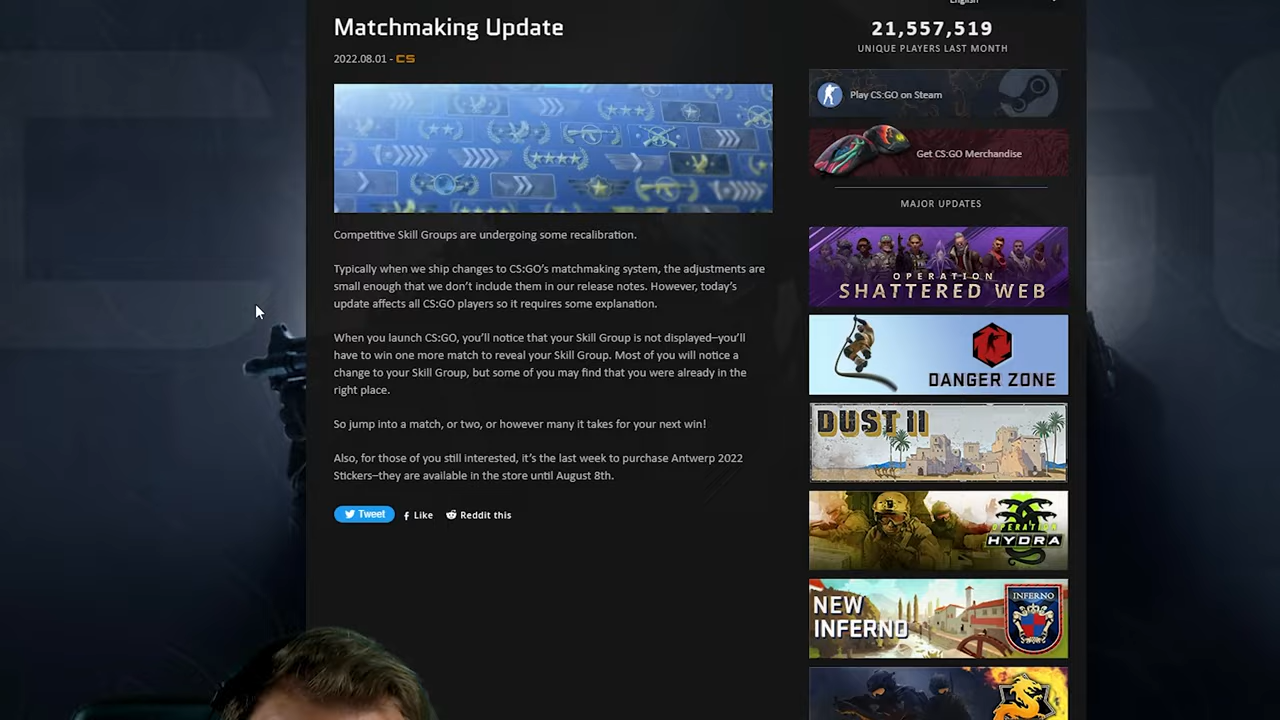 English
Matchmaking Update
2022.08.01 - CS
Competitive Skill Groups are undergoing some recalibration.
Typically when we ship changes to CS:GO's matchmaking system, the adjustments are
small enough that we don't include them in our release notes. However, today's
update affects all CS:GO players so it requires some explanation.
When you launch CS:GO, you'll notice that your Skill Group is not displayed–you'll
have to win one more match to reveal your Skill Group. Most of you will notice a
change to your Skill Group, but some of you may find that you were already in the
right place.
So jump into a match, or two, or however many it takes for your next win!
Also, for those of you still interested, it's the last week to purchase Antwerp 2022
Stickers–they are available in the store until August 8th.
Tweet
Like
Reddit this
21,557,519
UNIQUE PLAYERS LAST MONTH
Play CS:GO on Steam
Get CS:GO Merchandise
MAJOR UPDATES
OPERATION
SHATTERED WEB
DANGER ZONE
DUST II
OPERATION
HYDRA
NEW
INFERNO
INFERNO